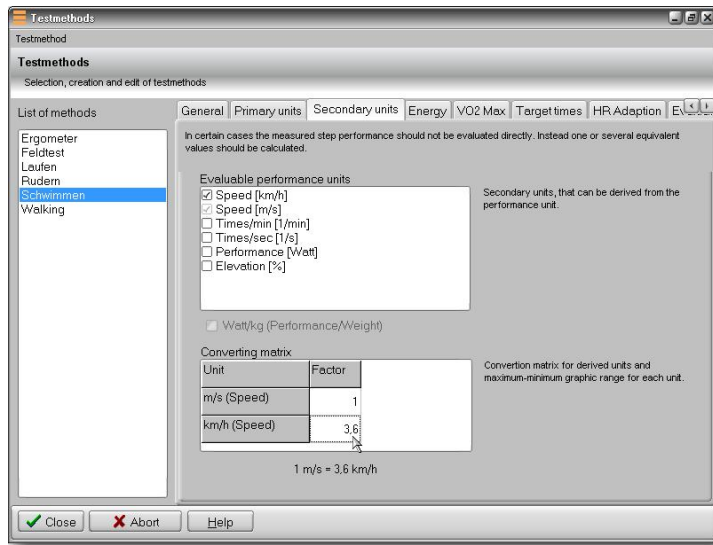 Testmethods
Testmethod
Testmethods
Selection, creation and edit of testmethods
List of methods
Ergometer
Feldtest
Laufen
Rudern
Schwimmen
Walking
General Primary units Secondary units Energy VO2 Max Target times HR Adaption
In certain cases the measured step performance should not be evaluated directly. Instead one or several equivalent
values should be calculated.
Evaluable performance units
Speed [km/h]
Speed [m/s]
Times/min [1/min]
Times/sec [1/s]
Performance [Watt]
Elevation [%]
Secondary units, that can be derived from the
performance unit.
Watt/kg (Performance/Weight)
Converting matrix
Unit Factor
m/s (Speed) 1
km/h (Speed) 3,6
Convertion matrix for derived units and
maximum-minimum graphic range for each unit.
1 m/s = 3,6 km/h
Close Abort Help